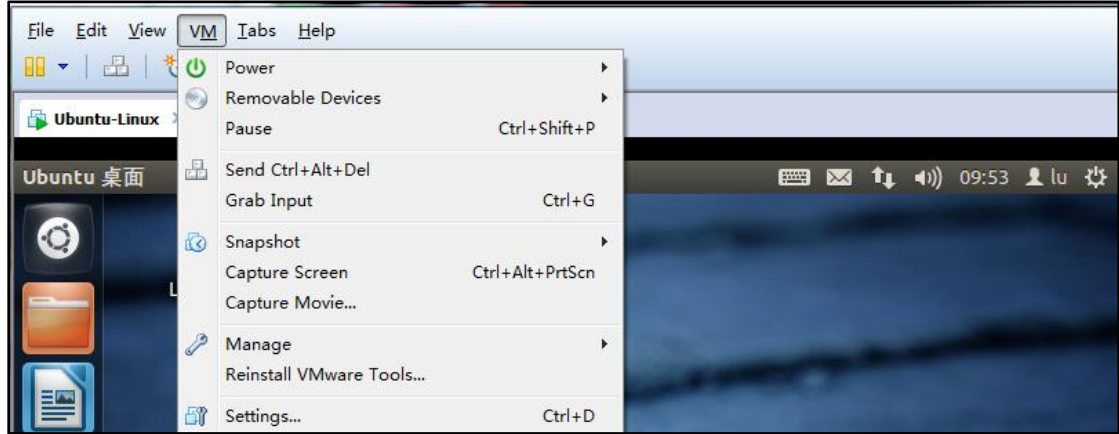 File Edit View VM Tabs Help
Power
Removable Devices
Ubuntu-Linux
Pause Ctrl+Shift+P
Send Ctrl+Alt+Del
Ubuntu 桌面 09:53 lu
Grab Input Ctrl+G
Snapshot
Capture Screen Ctrl+Alt+PrtScn
L
Capture Movie...
Manage
Reinstall VMware Tools...
Settings... Ctrl+D